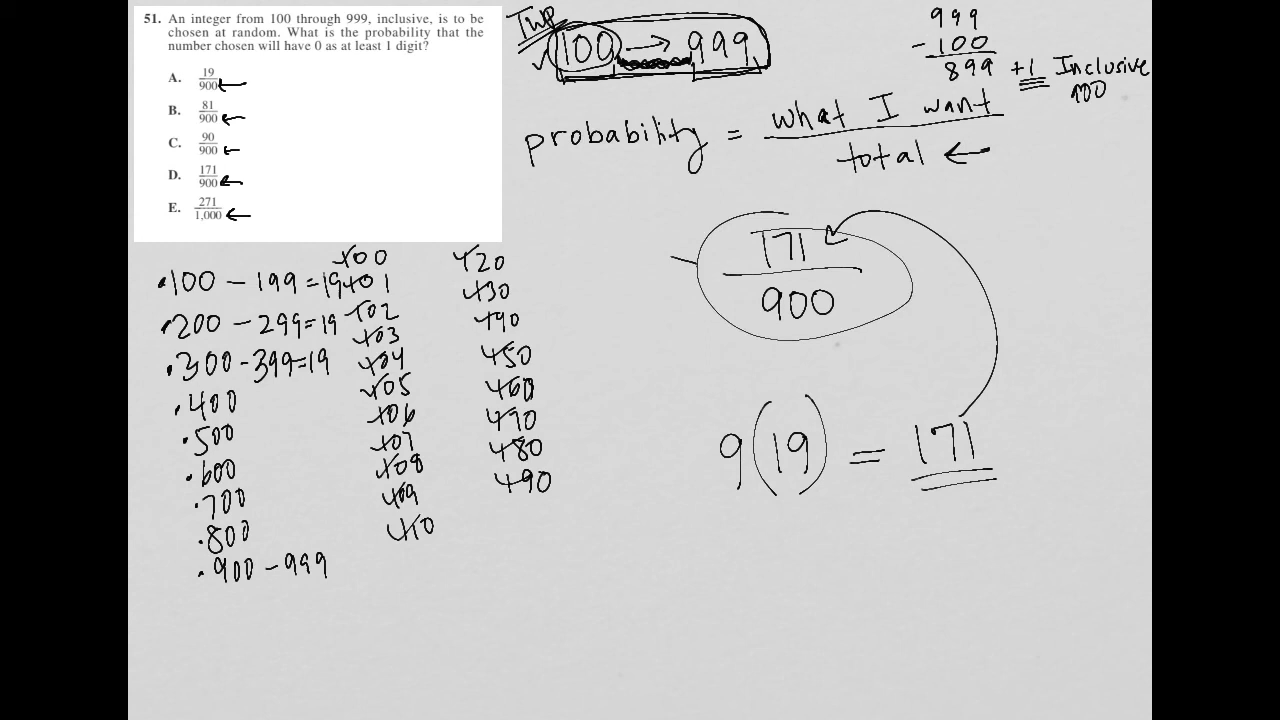 51. An integer from 100 through 999, inclusive, is to be
chosen at random. What is the probability that the
number chosen will have 0 as at least 1 digit?
A. 19/900
B. 81/900
C. 90/900
D. 171/900
E. 271/1,000
100 → 999
999
- 100
899 +1 Inclusive
900
probability = what I want / total ←
171
900
9(19) = 171
100 - 199 = 19
200 - 299 = 19
300 - 399 = 19
400
500
600
700
800
900 - 999
400
401
402
403
404
405
406
407
408
409
410
420
430
440
450
460
470
480
490